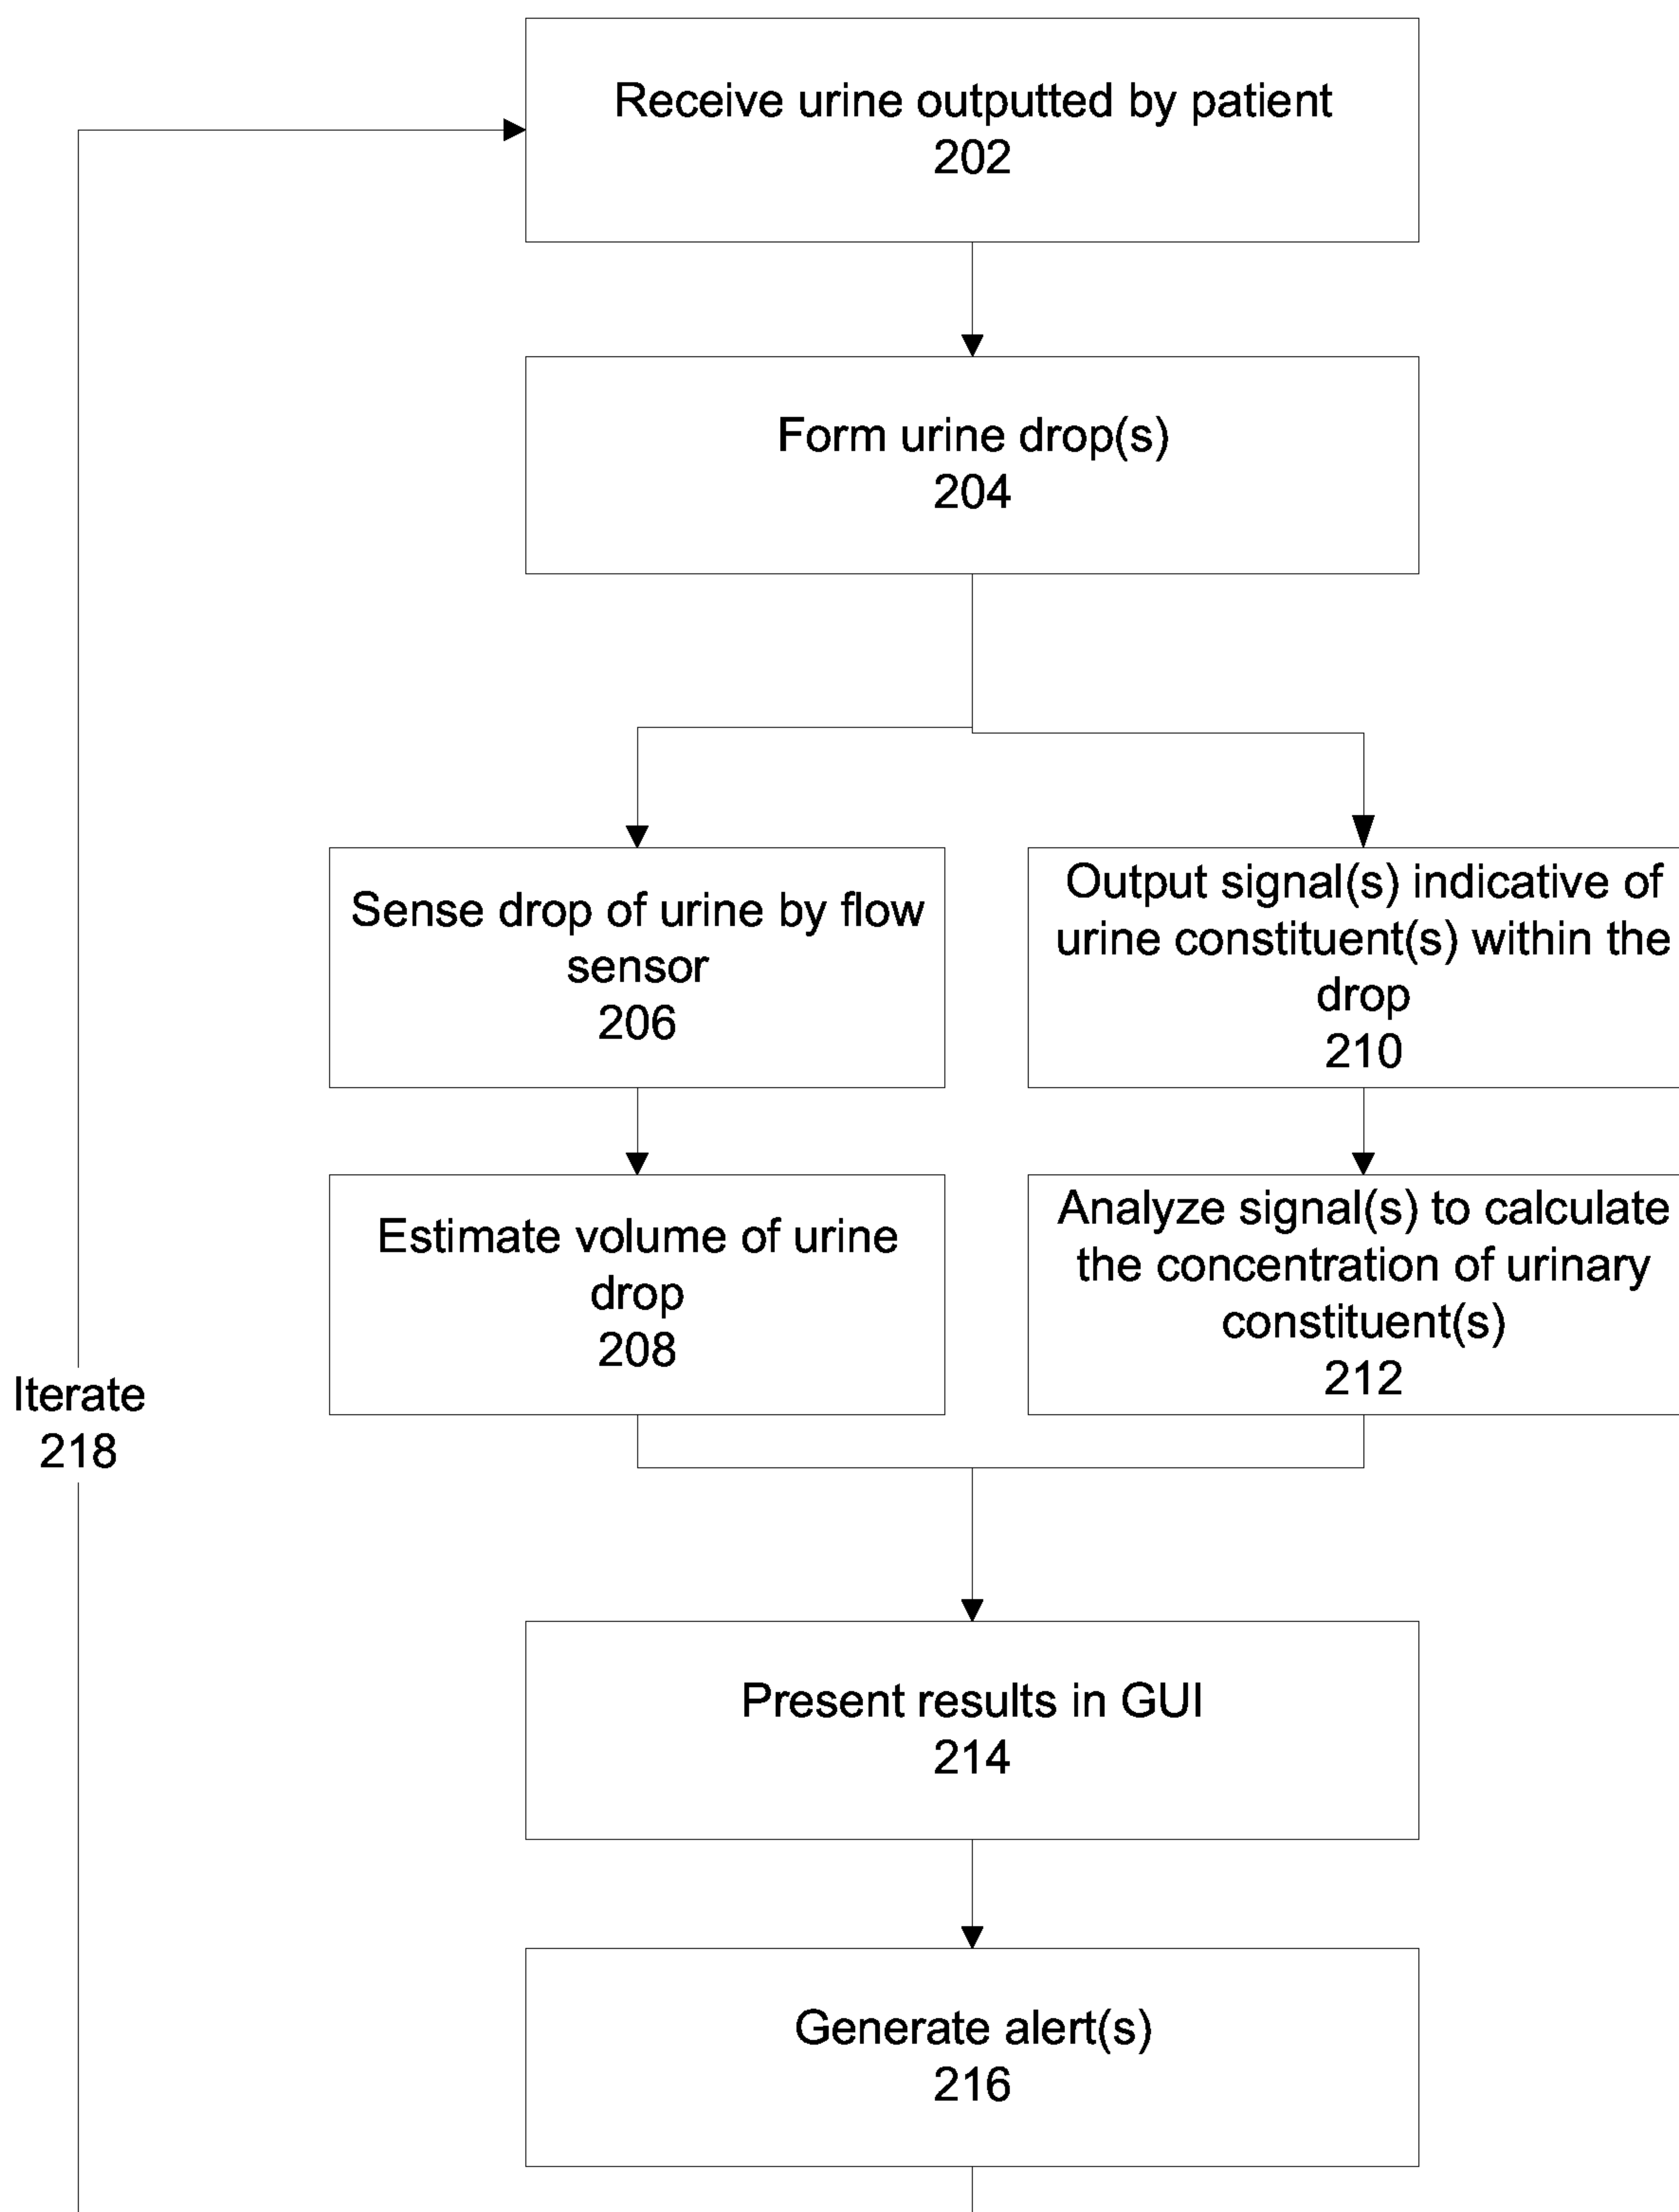 Receive urine outputted by patient
202
Form urine drop(s)
204
Sense drop of urine by flow
sensor
206
Output signal(s) indicative of
urine constituent(s) within the
drop
210
Estimate volume of urine
drop
208
Analyze signal(s) to calculate
the concentration of urinary
constituent(s)
212
Iterate
218
Present results in GUI
214
Generate alert(s)
216